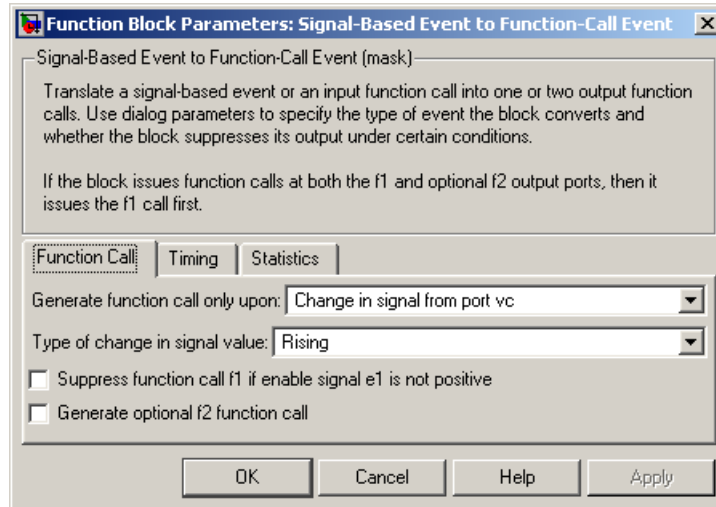 Function Block Parameters: Signal-Based Event to Function-Call Event
Signal-Based Event to Function-Call Event (mask)
Translate a signal-based event or an input function call into one or two output function
calls. Use dialog parameters to specify the type of event the block converts and
whether the block suppresses its output under certain conditions.
If the block issues function calls at both the f1 and optional f2 output ports, then it
issues the f1 call first.
Function Call Timing Statistics
Generate function call only upon: Change in signal from port vc
Type of change in signal value: Rising
Suppress function call f1 if enable signal e1 is not positive
Generate optional f2 function call
OK Cancel Help Apply